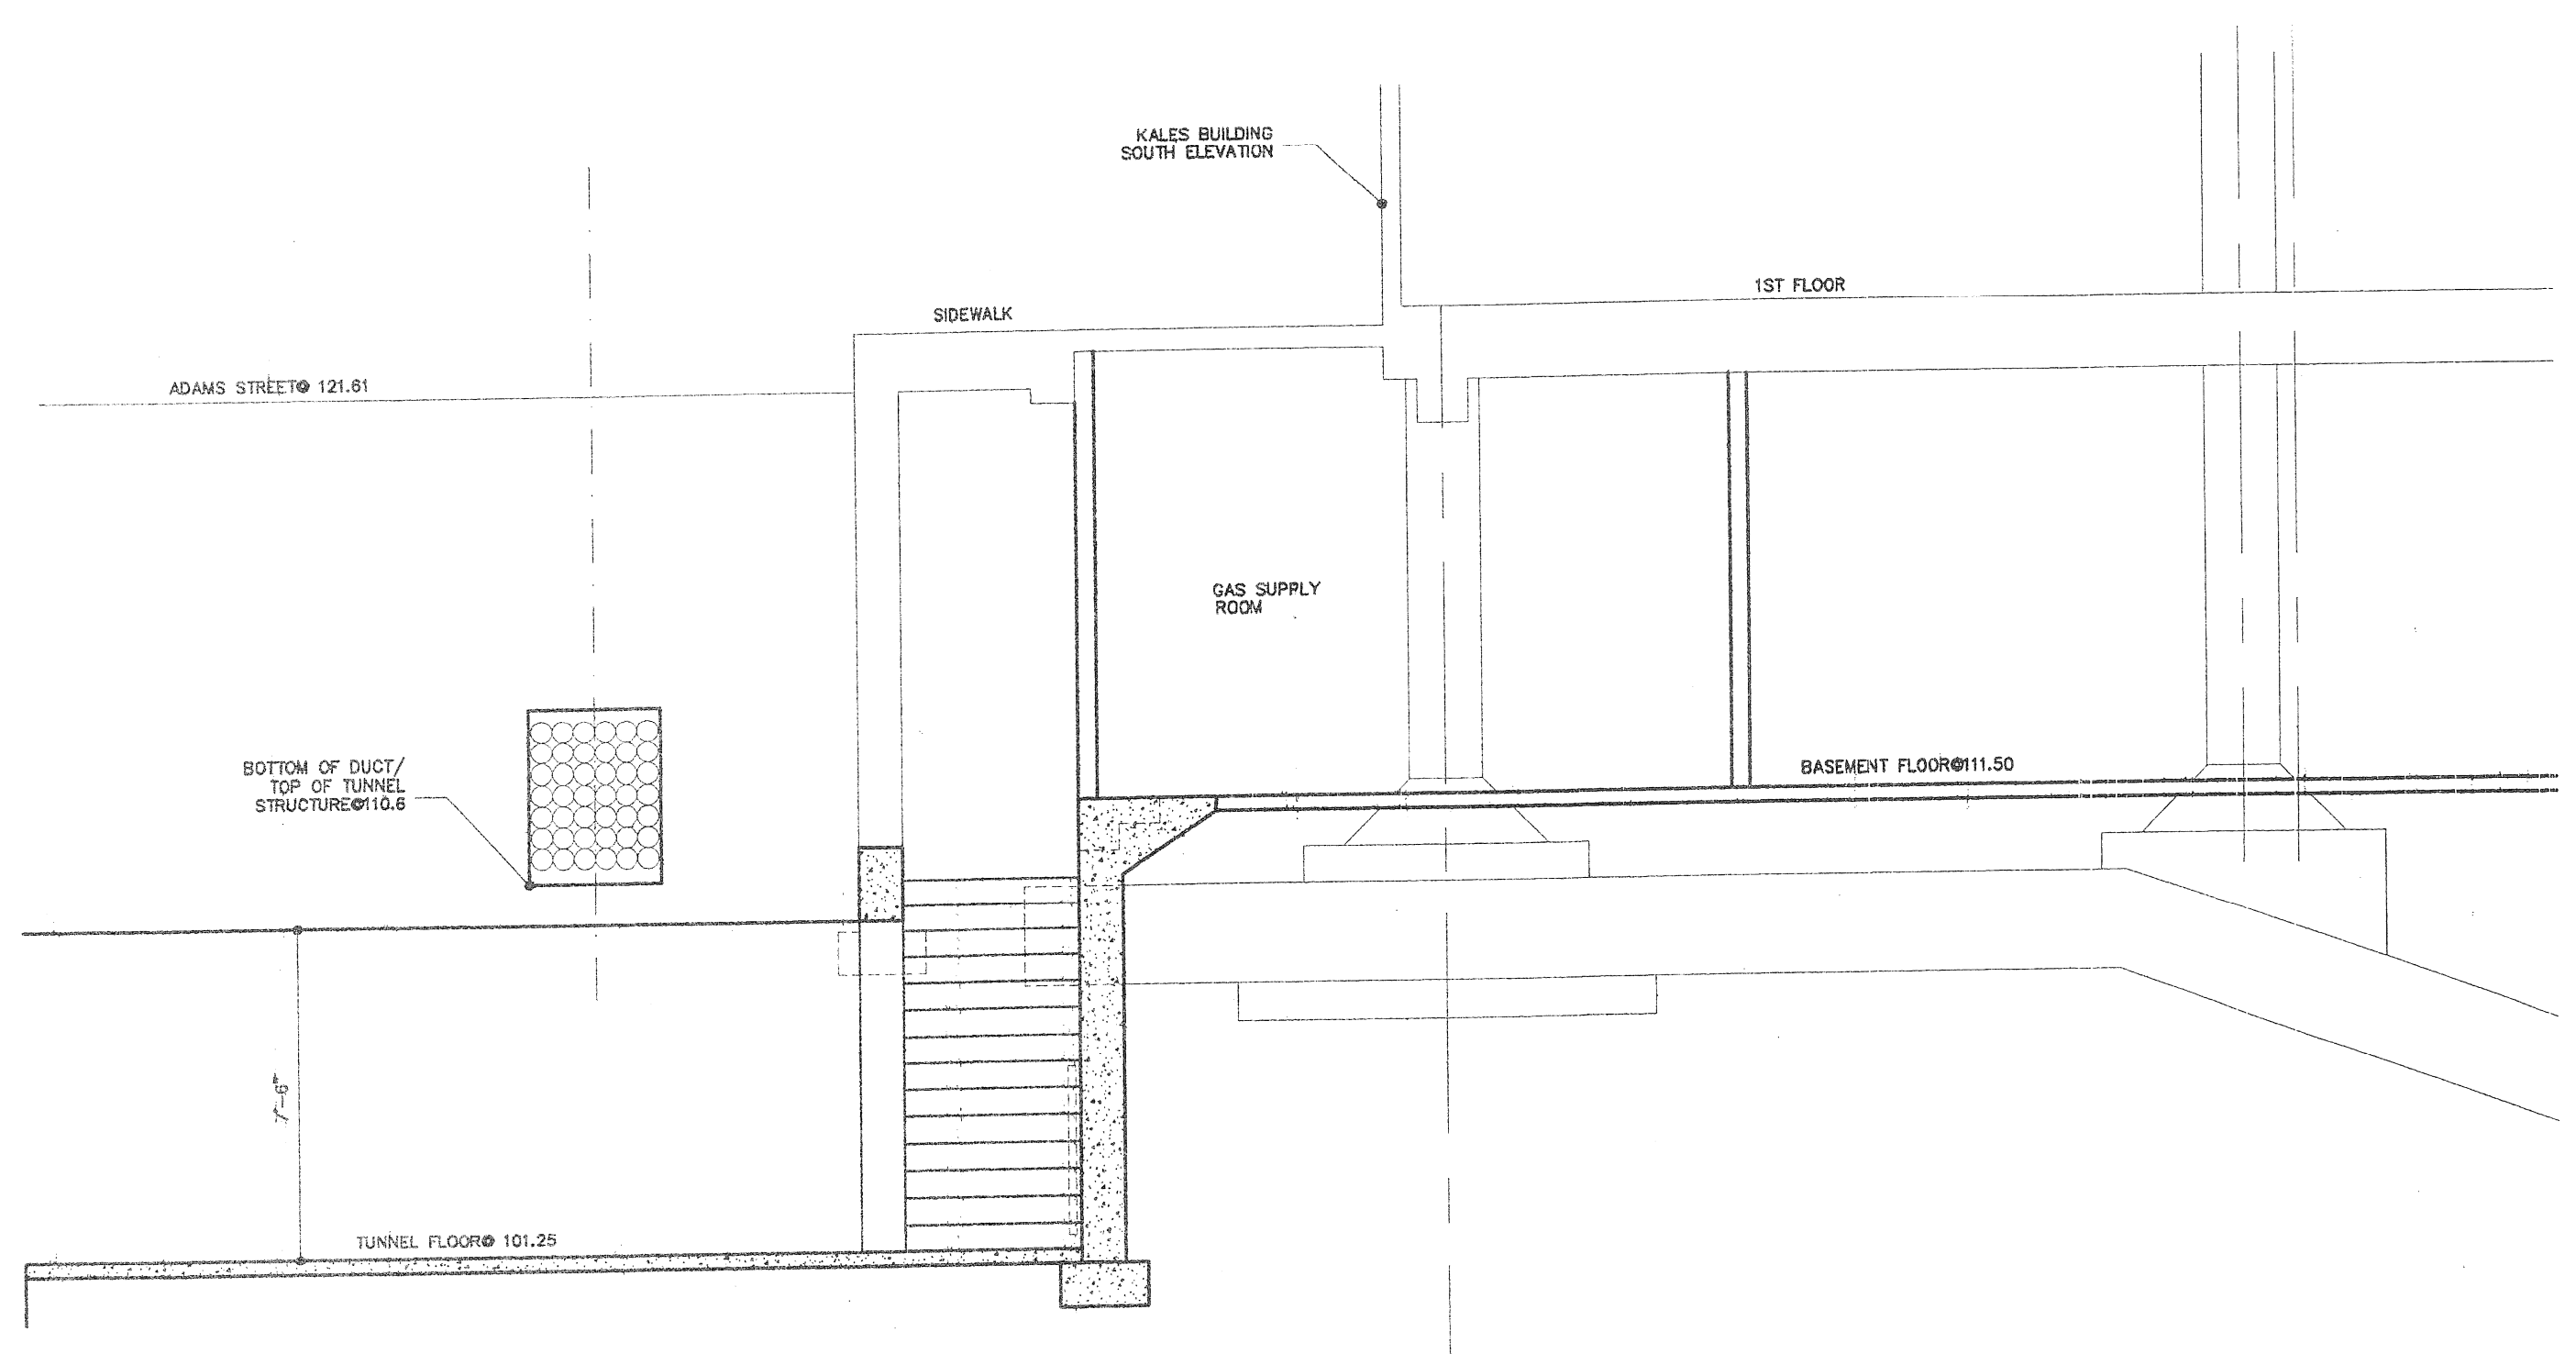 KALES BUILDING
SOUTH ELEVATION
1ST FLOOR
SIDEWALK
ADAMS STREET@ 121.61
GAS SUPPLY
ROOM
BOTTOM OF DUCT/
TOP OF TUNNEL
STRUCTURE@110.6
BASEMENT FLOOR@111.50
7'-6"
TUNNEL FLOOR@ 101.25